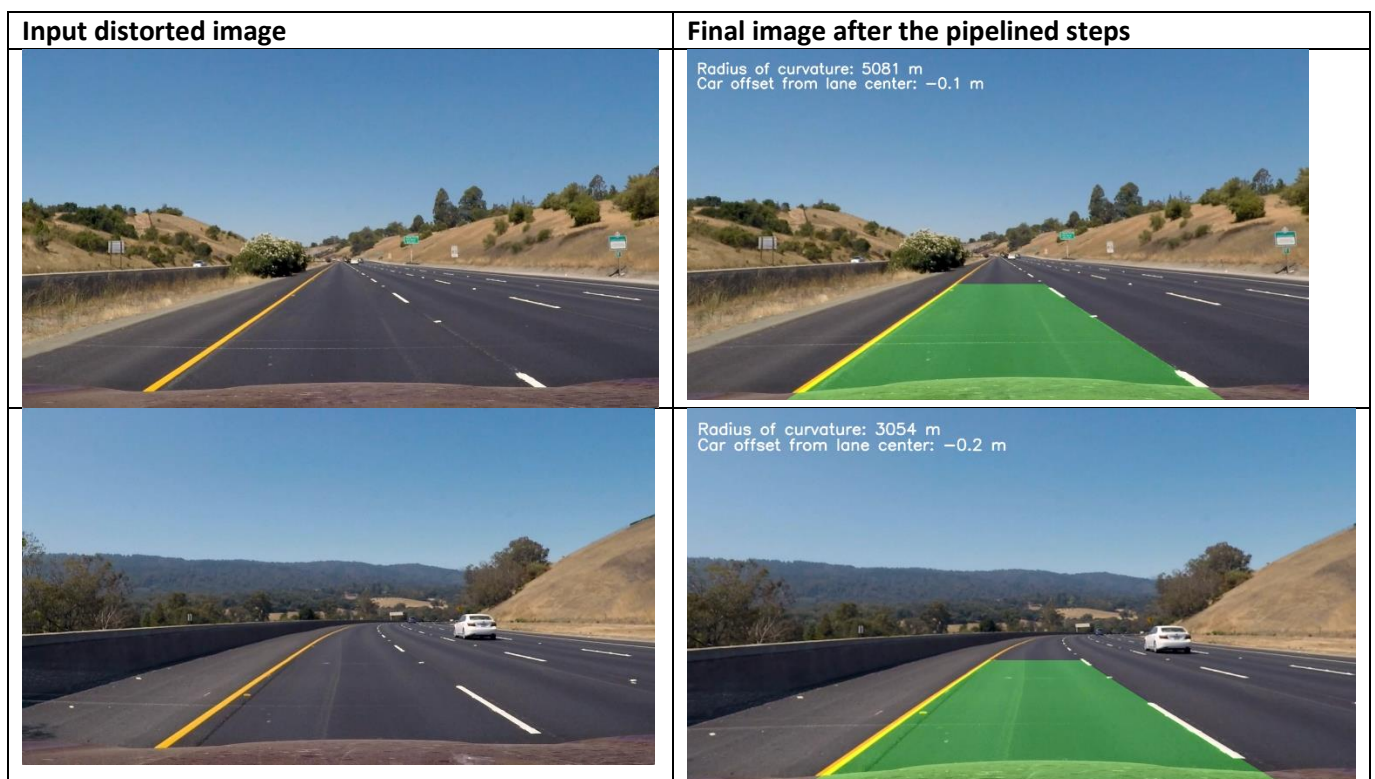 Input distorted image
Final image after the pipelined steps
Radius of curvature: 5081 m
Car offset from lane center: −0.1 m
Radius of curvature: 3054 m
Car offset from lane center: −0.2 m